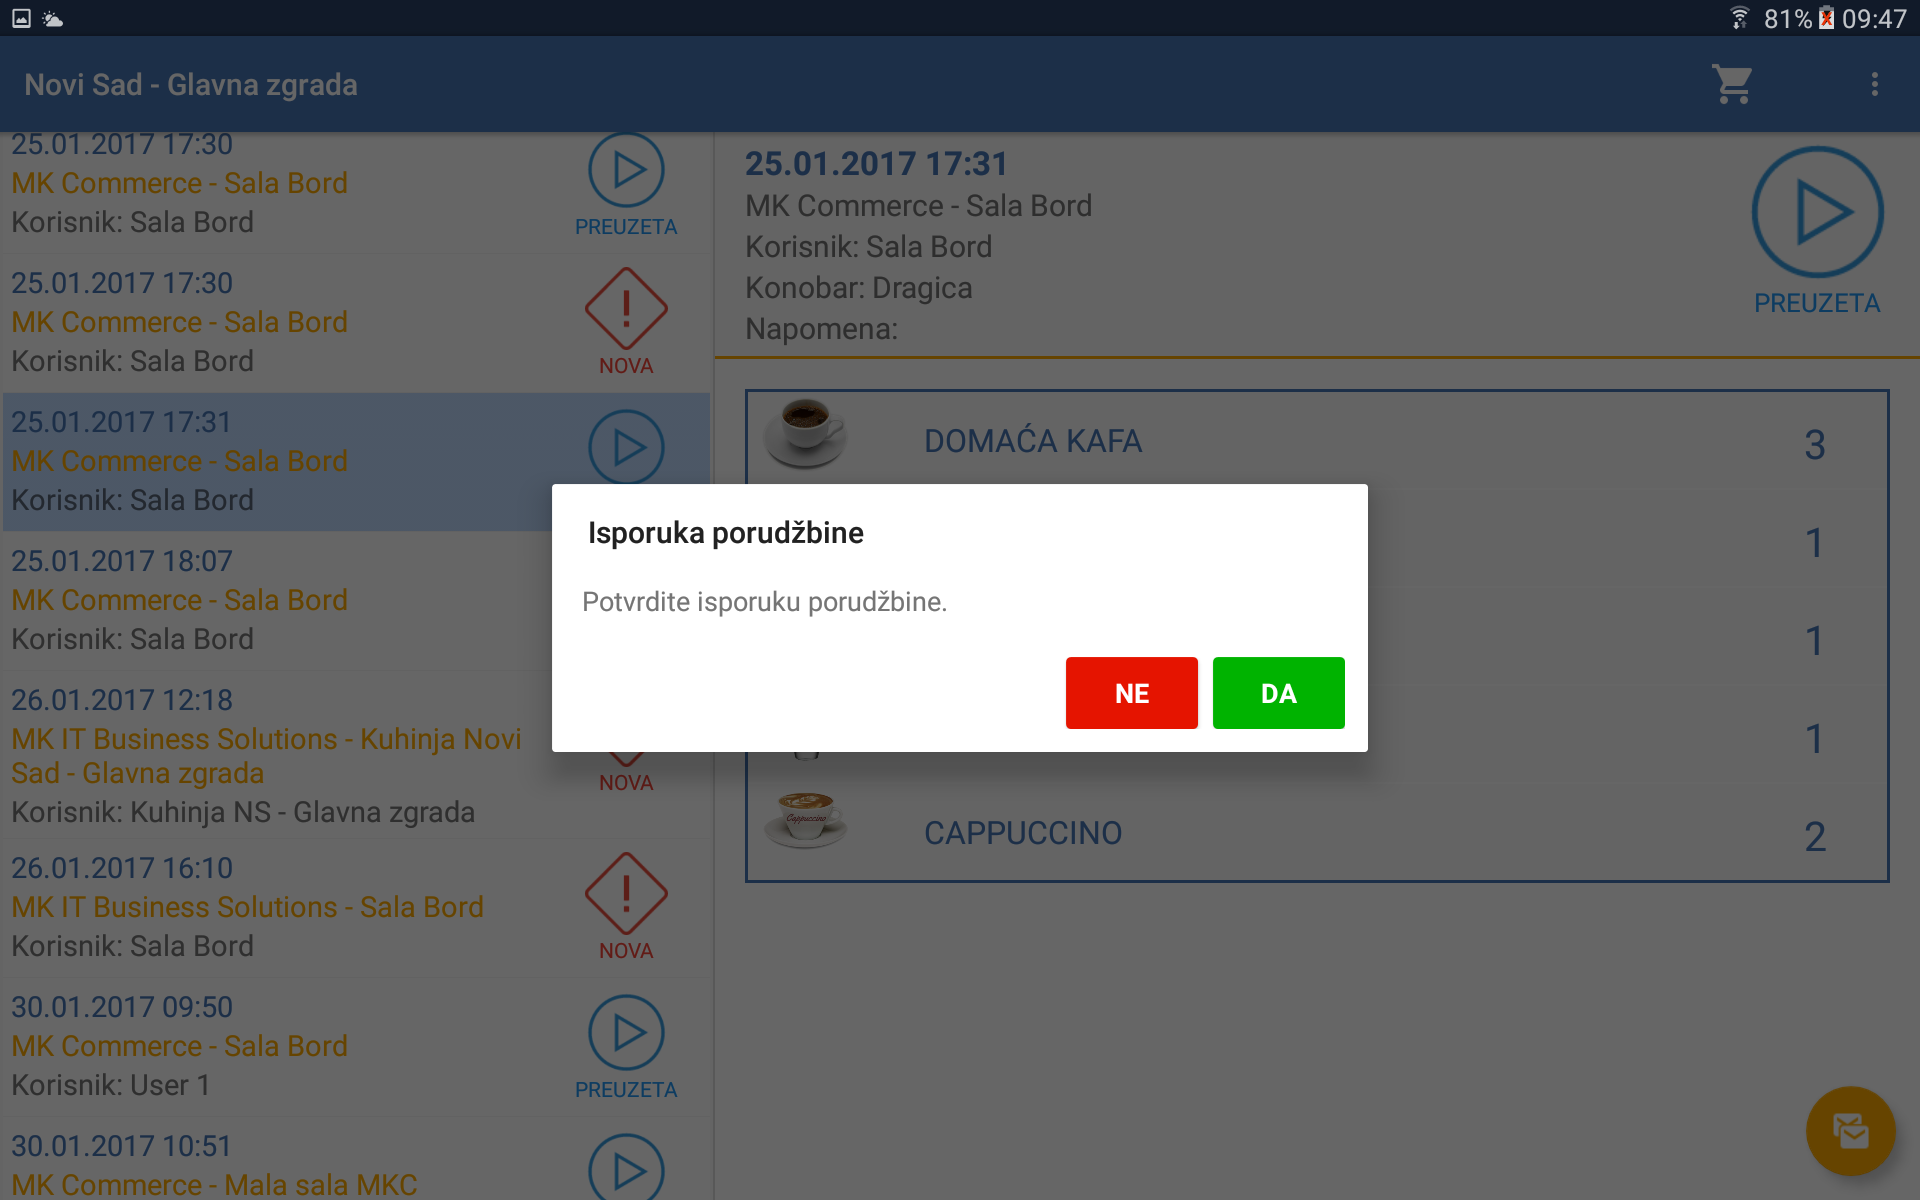 81% 09:47
Novi Sad - Glavna zgrada
25.01.2017 17:30
MK Commerce - Sala Bord
Korisnik: Sala Bord
PREUZETA
25.01.2017 17:30
MK Commerce - Sala Bord
Korisnik: Sala Bord
NOVA
25.01.2017 17:31
MK Commerce - Sala Bord
Korisnik: Sala Bord
25.01.2017 18:07
MK Commerce - Sala Bord
Korisnik: Sala Bord
26.01.2017 12:18
MK IT Business Solutions - Kuhinja Novi
Sad - Glavna zgrada
Korisnik: Kuhinja NS - Glavna zgrada
NOVA
26.01.2017 16:10
MK IT Business Solutions - Sala Bord
Korisnik: Sala Bord
NOVA
30.01.2017 09:50
MK Commerce - Sala Bord
Korisnik: User 1
PREUZETA
30.01.2017 10:51
MK Commerce - Mala sala MKC
25.01.2017 17:31
MK Commerce - Sala Bord
Korisnik: Sala Bord
Konobar: Dragica
Napomena:
PREUZETA
DOMAĆA KAFA 3
1
1
1
Cappuccino
CAPPUCCINO 2
Isporuka porudžbine
Potvrdite isporuku porudžbine.
NE DA